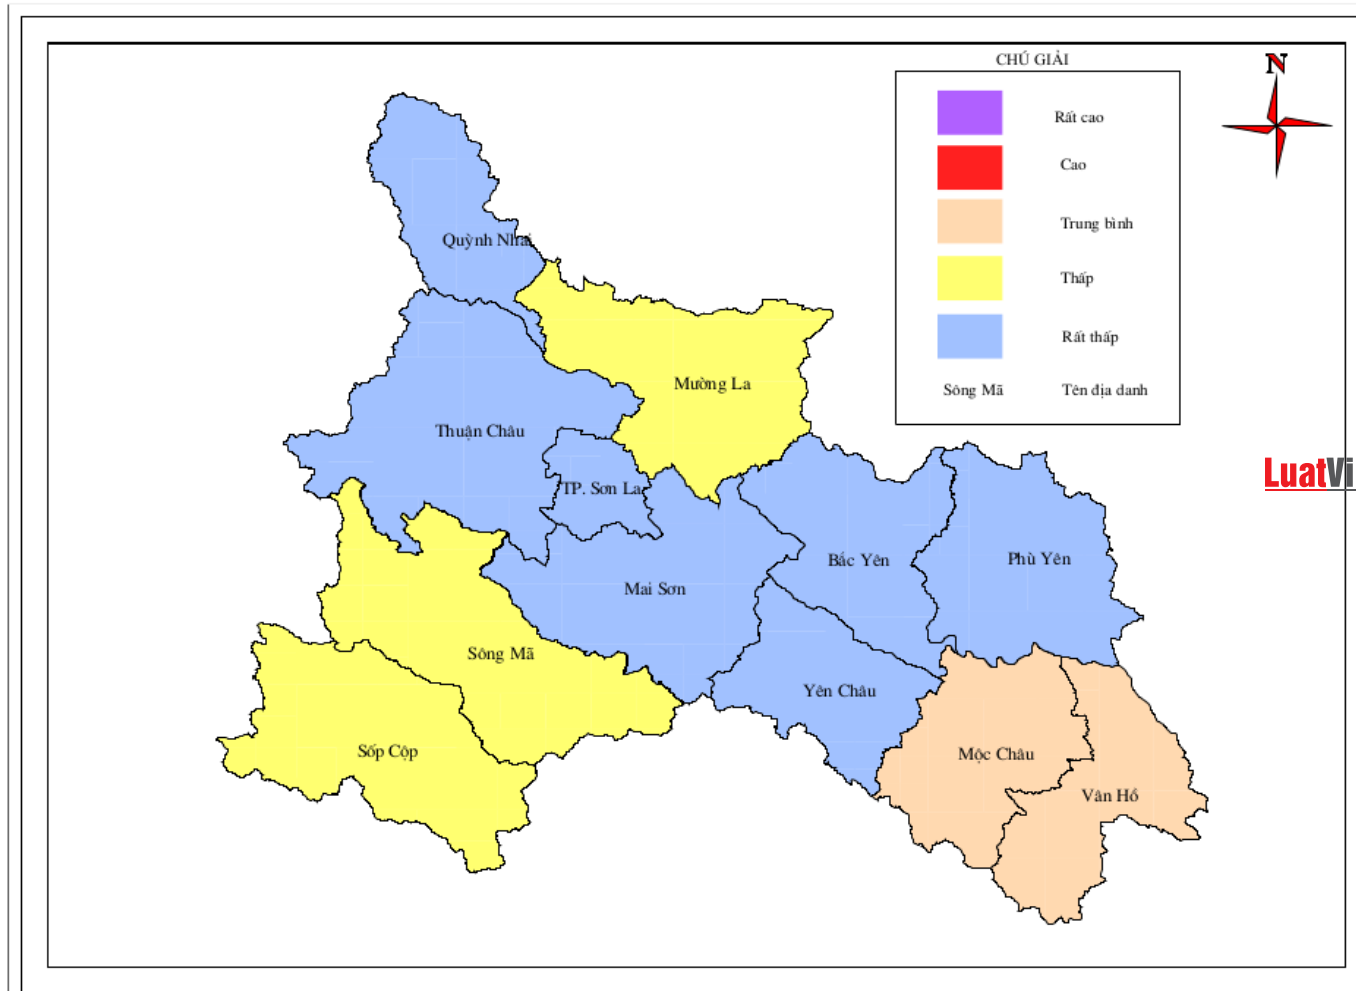 CHÚ GIẢI
N
Rất cao
Cao
Trung bình
Thấp
Rất thấp
Sông Mã Tên địa danh
Quỳnh Nhai
Mường La
Thuận Châu
LuatVi
TP. Sơn La
Bắc Yên
Phù Yên
Mai Sơn
Sông Mã
Yên Châu
Sốp Cộp
Mộc Châu
Vân Hồ